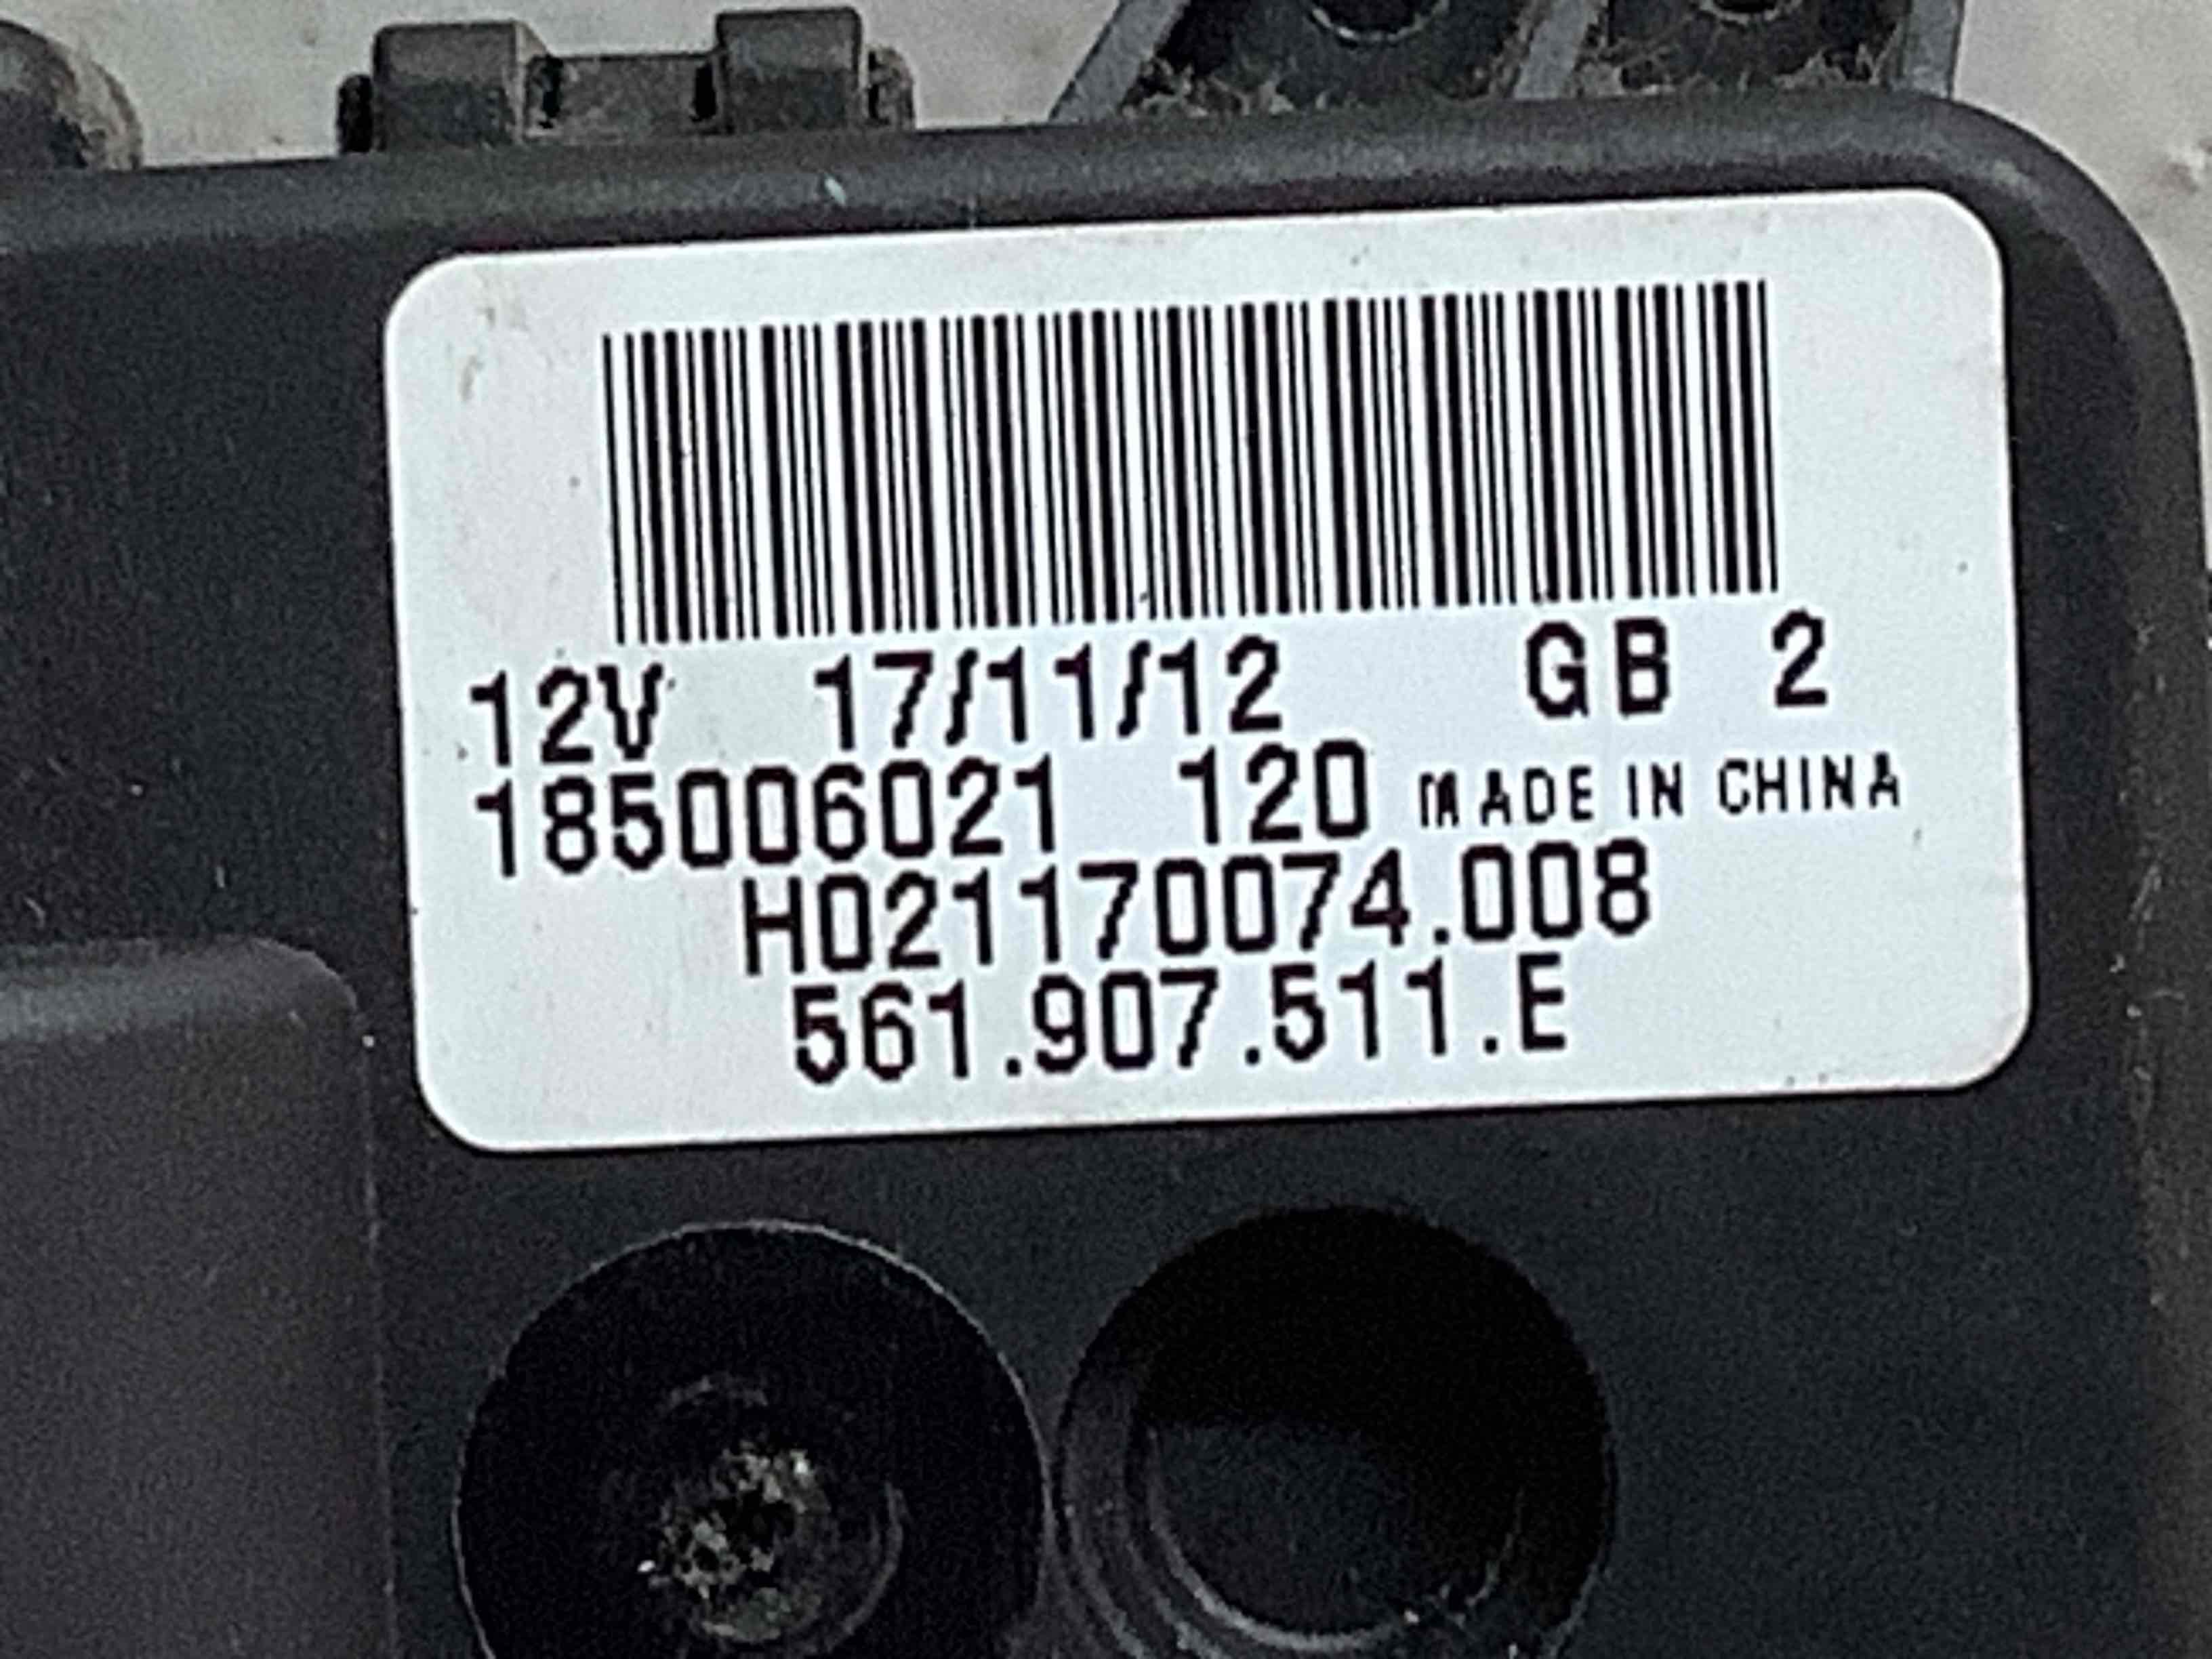 12V 17/11/12 GB 2
185006021 120 MADE IN CHINA
H021170074.008
561.907.511.E